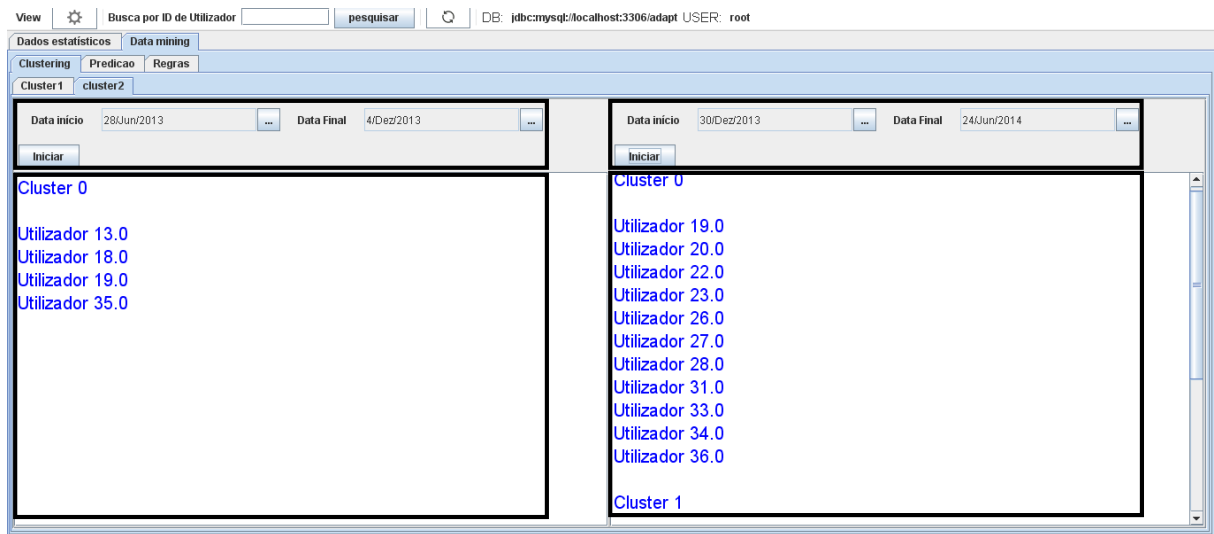 View Busca por ID de Utilizador pesquisar DB: jdbc:mysql://localhost:3306/adapt USER: root
Dados estatísticos Data mining
Clustering Predicao Regras
Cluster1 cluster2
Data início 28/Jun/2013 ... Data Final 4/Dez/2013 ...
Iniciar
Cluster 0
Utilizador 13.0
Utilizador 18.0
Utilizador 19.0
Utilizador 35.0
Data início 30/Dez/2013 ... Data Final 24/Jun/2014 ...
Iniciar
Cluster 0
Utilizador 19.0
Utilizador 20.0
Utilizador 22.0
Utilizador 23.0
Utilizador 26.0
Utilizador 27.0
Utilizador 28.0
Utilizador 31.0
Utilizador 33.0
Utilizador 34.0
Utilizador 36.0
Cluster 1